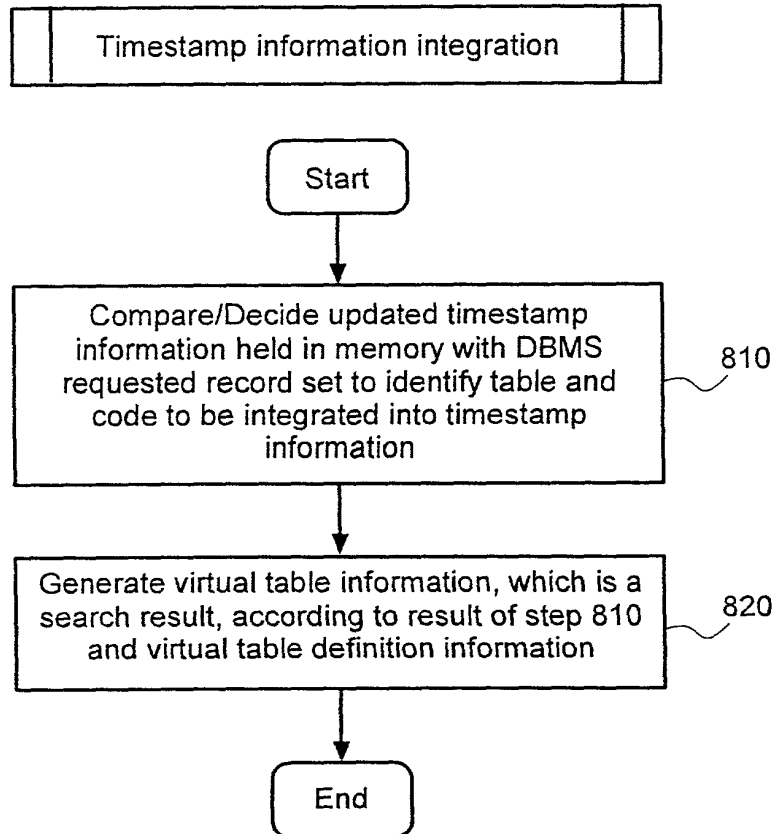 Timestamp information integration
Start
Compare/Decide updated timestamp
information held in memory with DBMS
requested record set to identify table and
code to be integrated into timestamp
information
810
Generate virtual table information, which is a
search result, according to result of step 810
and virtual table definition information
820
End